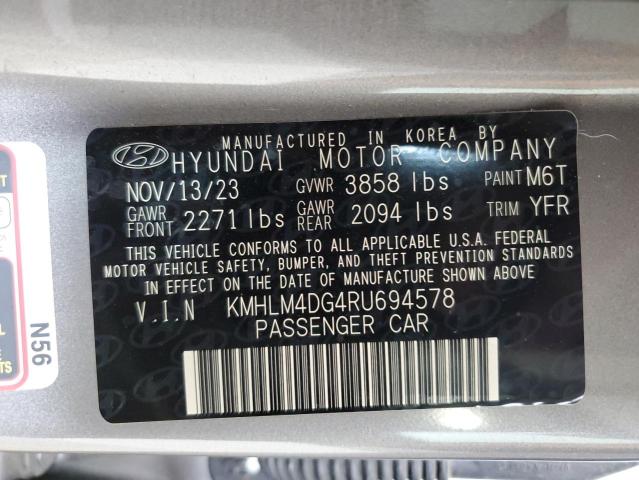 MANUFACTURED IN KOREA BY
HYUNDAI MOTOR COMPANY
NOV/13/23 GVWR 3858 lbs PAINT M6T
GAWR FRONT 2271 lbs GAWR REAR 2094 lbs TRIM YFR
THIS VEHICLE CONFORMS TO ALL APPLICABLE U.S.A. FEDERAL
MOTOR VEHICLE SAFETY, BUMPER, AND THEFT PREVENTION STANDARDS
IN EFFECT ON THE DATE OF MANUFACTURE SHOWN ABOVE
V.I.N KMHLM4DG4RU694578
PASSENGER CAR
N56